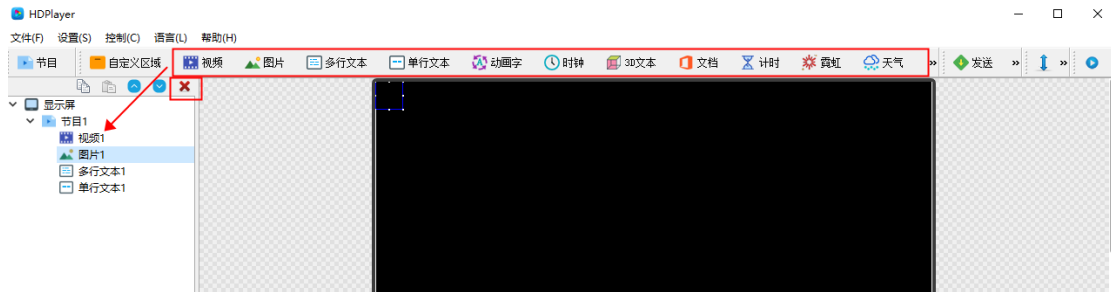 HDPlayer
文件(F) 设置(S) 控制(C) 语言(L) 帮助(H)
节目 自定义区域 视频 图片 多行文本 单行文本 动画字 时钟 3D文本 文档 计时 霓虹 天气 » 发送 » »
显示屏
节目1
视频1
图片1
多行文本1
单行文本1